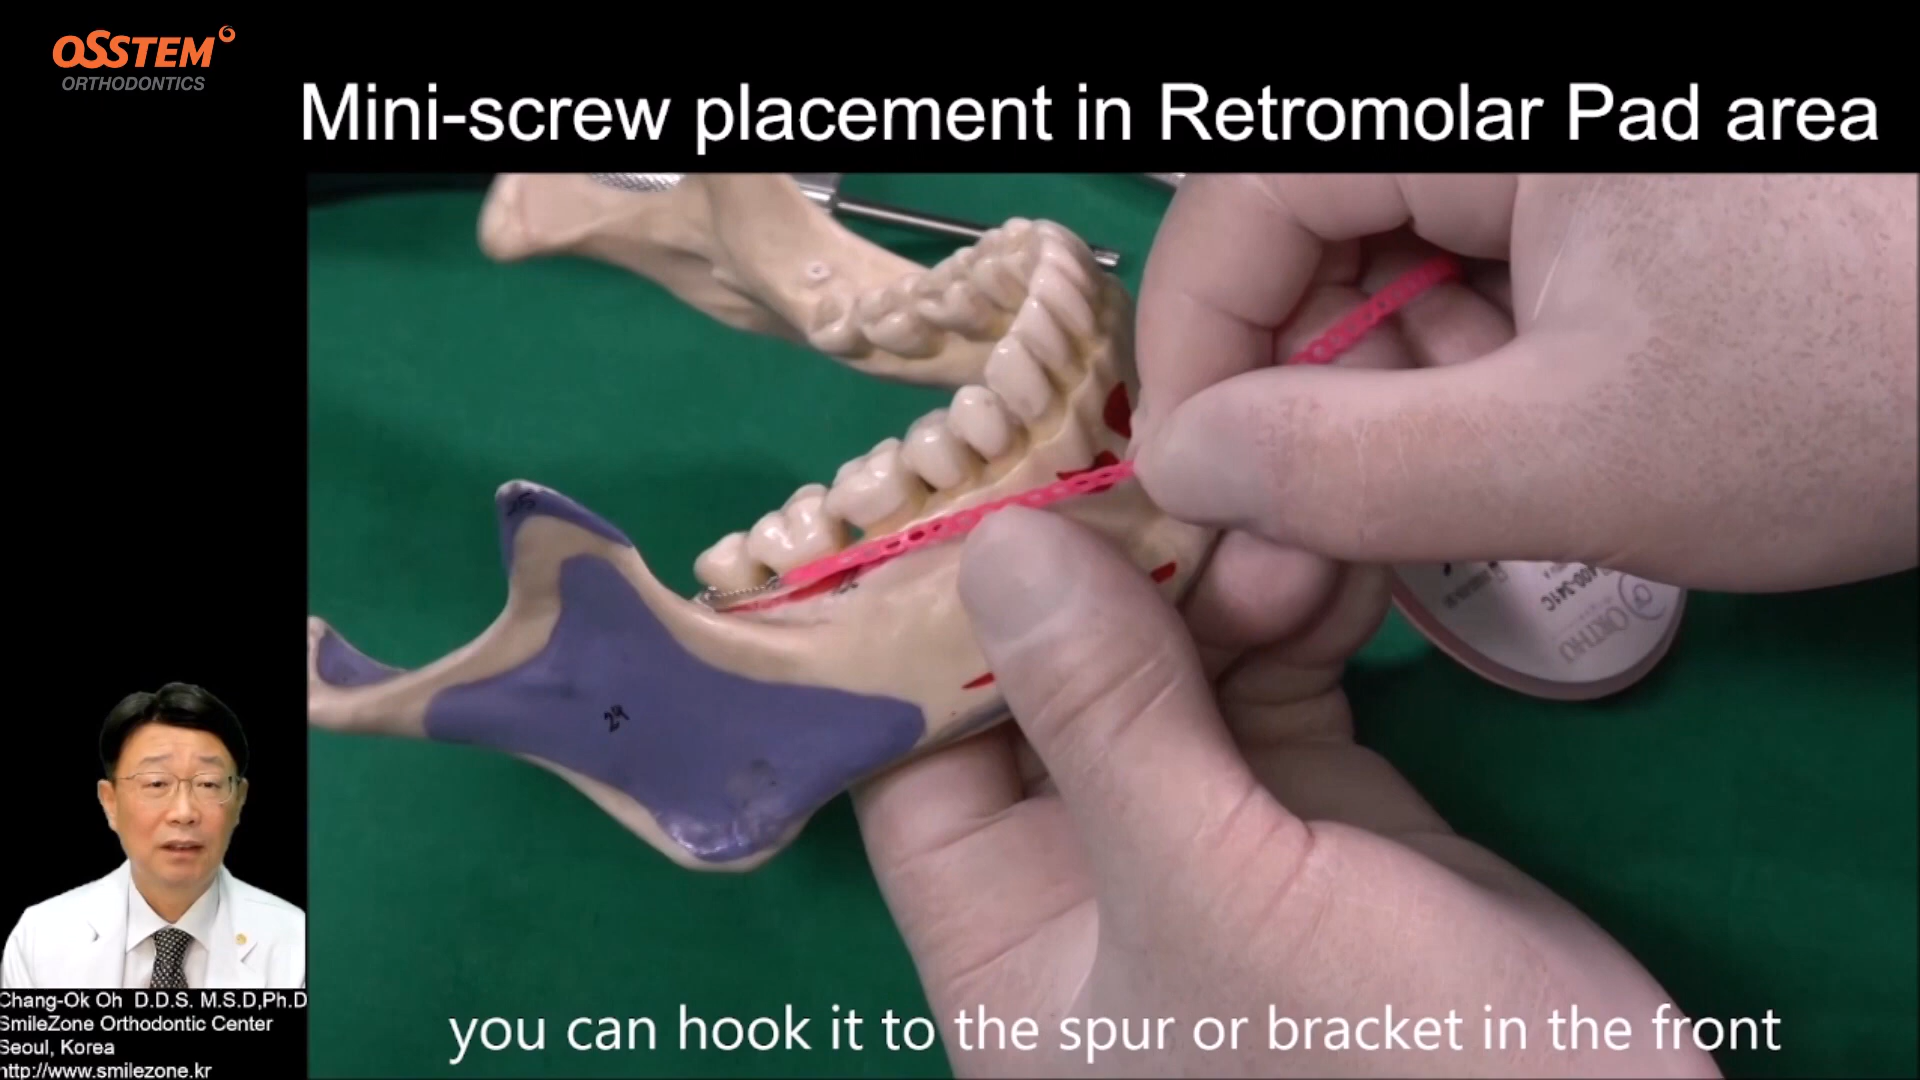 OSSTEM
ORTHODONTICS
Mini-screw placement in Retromolar Pad area
29
Chang-Ok Oh D.D.S. M.S.D,Ph.D
SmileZone Orthodontic Center
Seoul, Korea
http://www.smilezone.kr
you can hook it to the spur or bracket in the front